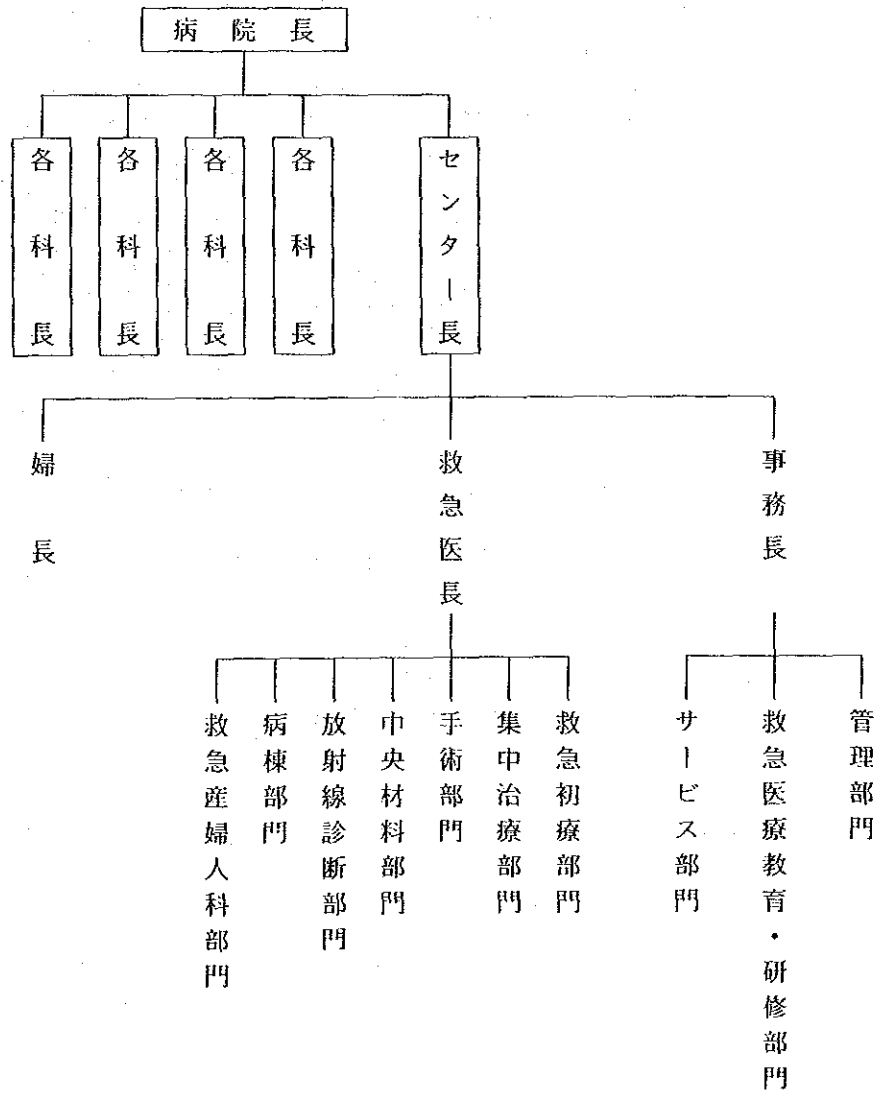 病院長
各科長
各科長
各科長
各科長
センター長
婦長
救急医長
事務長
救急産婦人科部門
病棟部門
放射線診断部門
中央材料部門
手術部門
集中治療部門
救急初療部門
サービス部門
救急医療教育・研修部門
管理部門